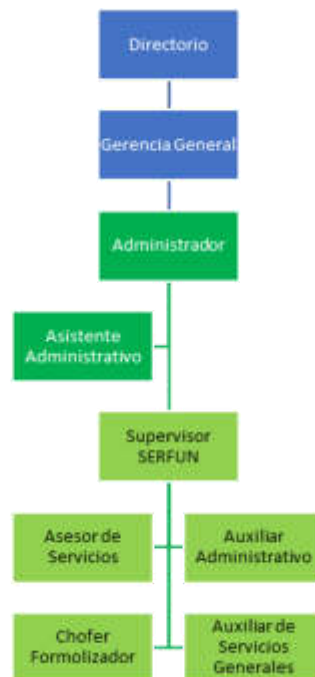 Directorio
Gerencia General
Administrador
Asistente
Administrativo
Supervisor
SERFUN
Asesor de
Servicios
Auxiliar
Administrativo
Chofer
Formolizador
Auxiliar de
Servicios
Generales